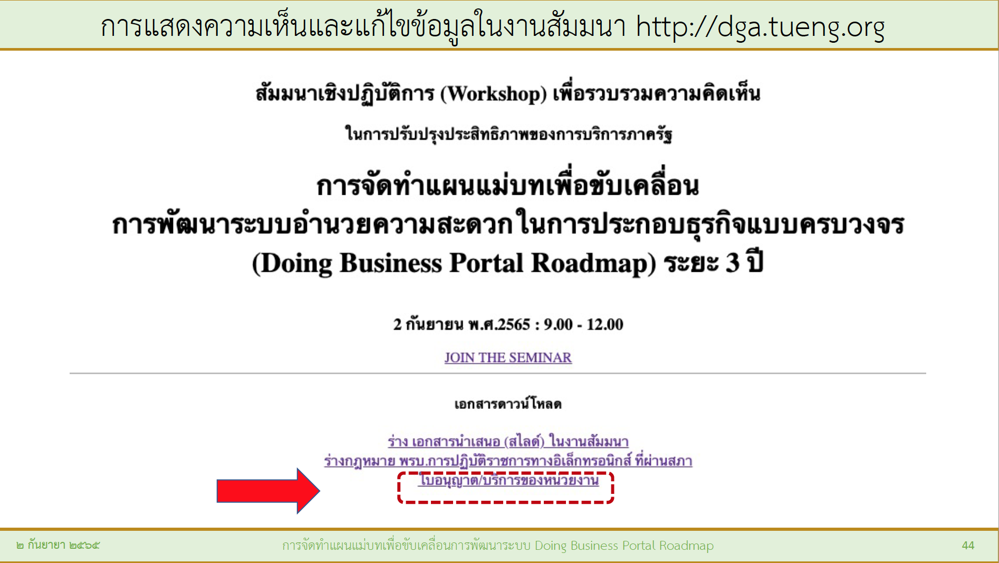 การแสดงความเห็นและแก้ไขข้อมูลในงานสัมมนา http://dga.tueng.org
สัมมนาเชิงปฏิบัติการ (Workshop) เพื่อรวบรวมความคิดเห็น
ในการปรับปรุงประสิทธิภาพของการบริการภาครัฐ
การจัดทำแผนแม่บทเพื่อขับเคลื่อน
การพัฒนาระบบอำนวยความสะดวกในการประกอบธุรกิจแบบครบวงจร
(Doing Business Portal Roadmap) ระยะ 3 ปี
2 กันยายน พ.ศ.2565 : 9.00 - 12.00
JOIN THE SEMINAR
เอกสารดาวน์โหลด
ร่าง เอกสารนำเสนอ (สไลด์) ในงานสัมมนา
ร่างกฎหมาย พรบ.การปฏิบัติราชการทางอิเล็กทรอนิกส์ ที่ผ่านสภา
ใบอนุญาต/บริการของหน่วยงาน
๒ กันยายา ๒๕๖๕
การจัดทำแผนแม่บทเพื่อขับเคลื่อนการพัฒนาระบบ Doing Business Portal Roadmap
44